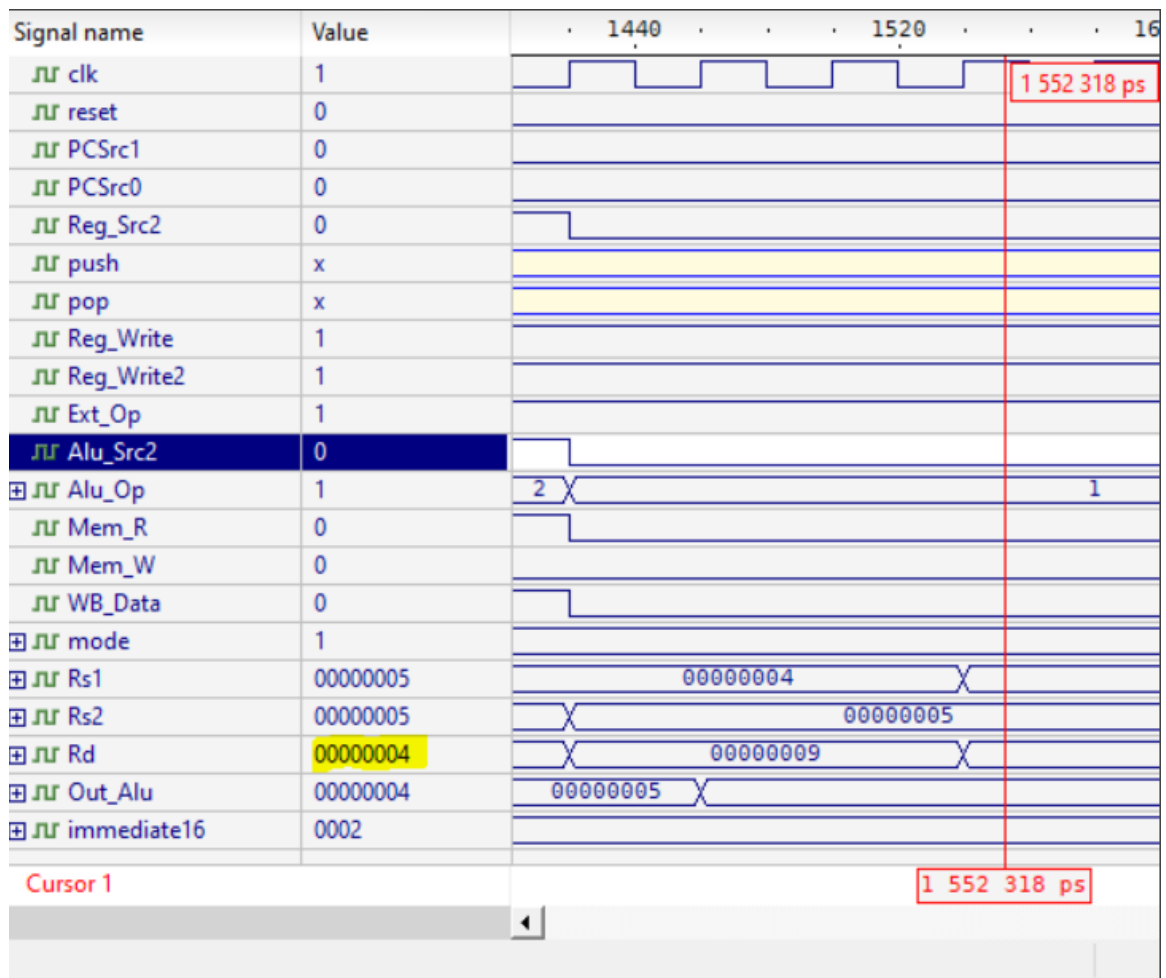 Signal name Value 1440 1520 16
clk 1 1 552 318 ps
reset 0
PCSrc1 0
PCSrc0 0
Reg_Src2 0
push x
pop x
Reg_Write 1
Reg_Write2 1
Ext_Op 1
Alu_Src2 0
Alu_Op 1 2 1
Mem_R 0
Mem_W 0
WB_Data 0
mode 1
Rs1 00000005 00000004
Rs2 00000005 00000005
Rd 00000004 00000009
Out_Alu 00000004 00000005
immediate16 0002
Cursor 1 1 552 318 ps